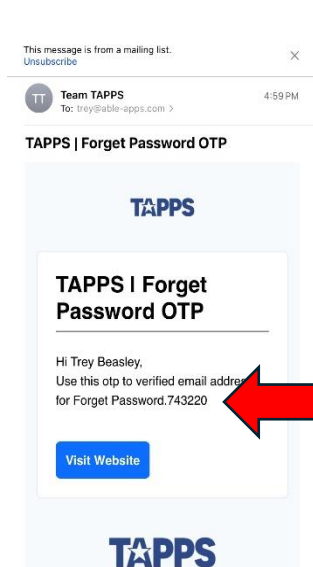 This message is from a mailing list.
Unsubscribe
TT
Team TAPPS
4:59 PM
To: trey@able-apps.com >
TAPPS | Forget Password OTP
TAPPS
TAPPS | Forget
Password OTP
Hi Trey Beasley,
Use this otp to verified email
for Forget Password.743220
Visit Website
TAPPS